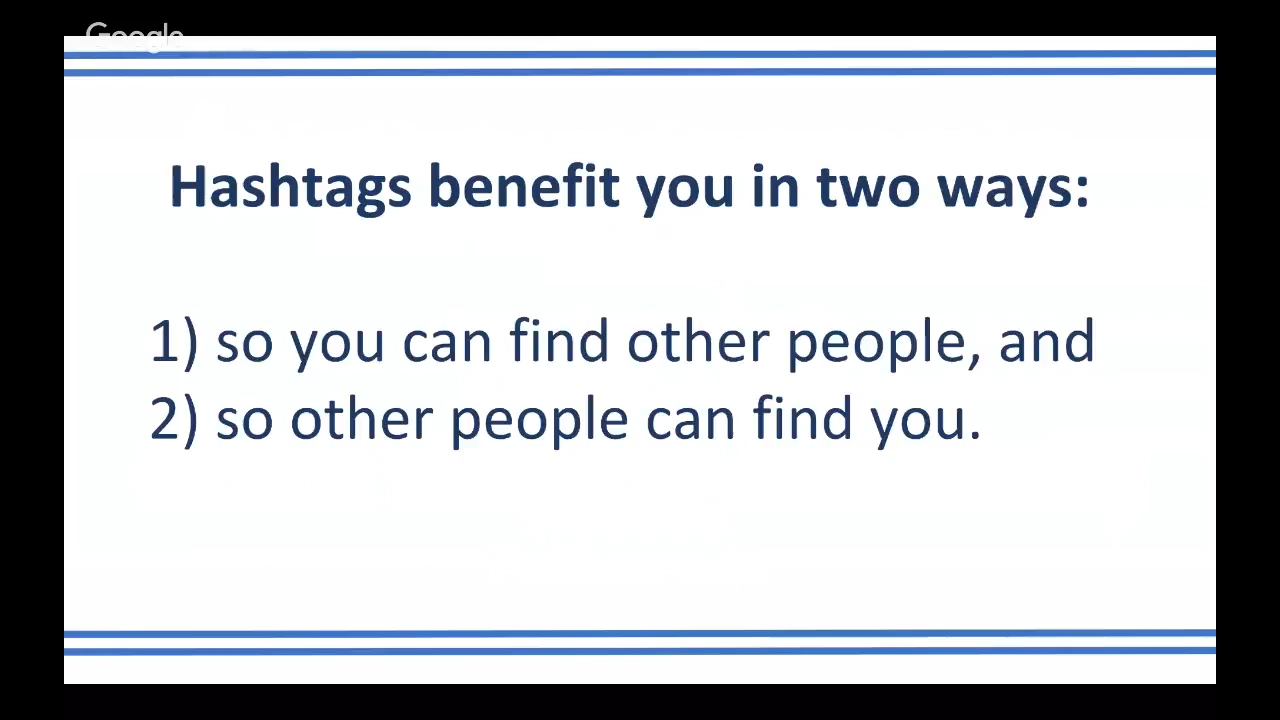 Google
Hashtags benefit you in two ways:
1) so you can find other people, and
2) so other people can find you.